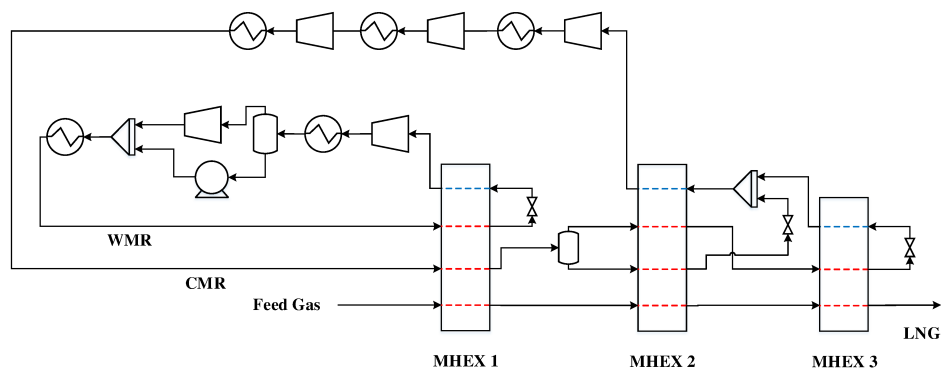 WMR
CMR
Feed Gas
LNG
MHEX 1
MHEX 2
MHEX 3